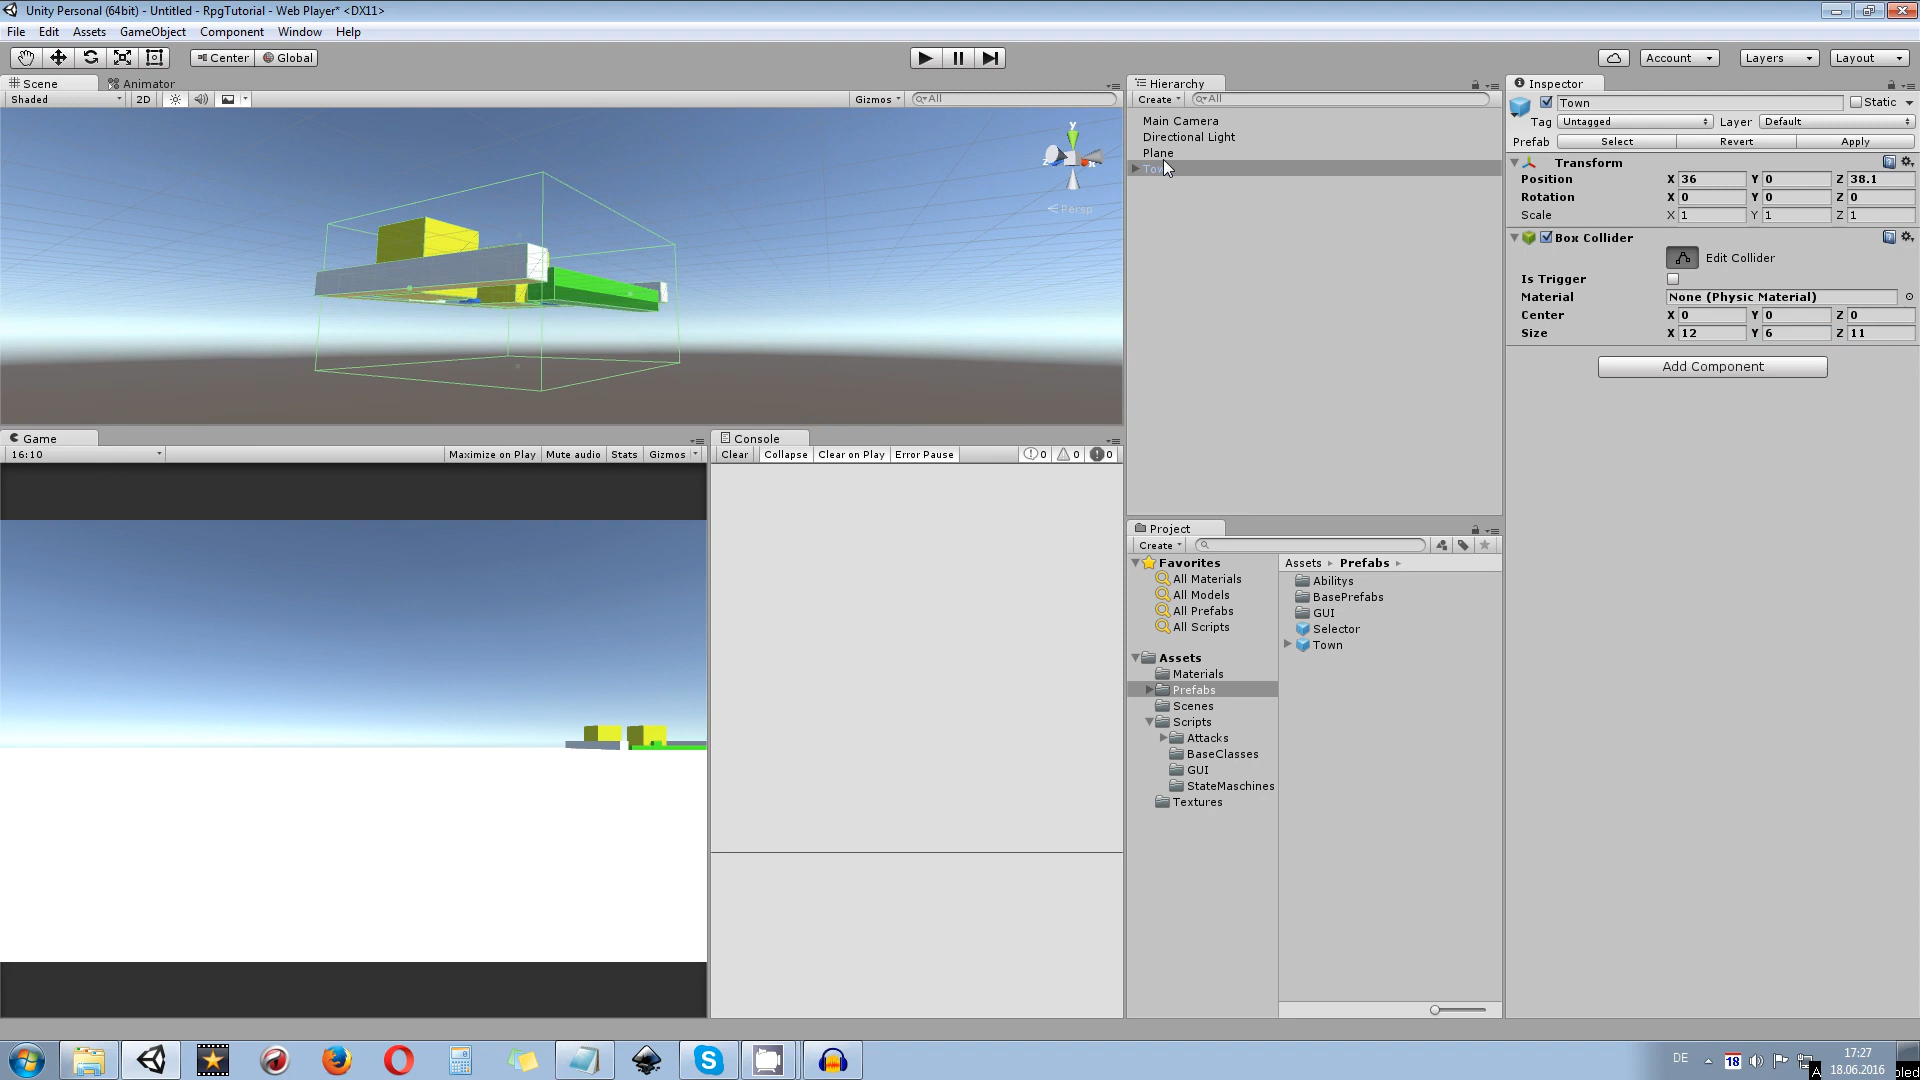 Unity Personal (64bit) - Untitled - RpgTutorial - Web Player* <DX11>
File Edit Assets GameObject Component Window Help
Center Global Account Layers Layout
Scene Animator
Shaded 2D Gizmos All
y
z x
Persp
Game
16:10 Maximize on Play Mute audio Stats Gizmos
Console
Clear Collapse Clear on Play Error Pause 0 0 0
Hierarchy
Create All
Main Camera
Directional Light
Plane
Project
Create
Favorites
All Materials
All Models
All Prefabs
All Scripts
Assets
Materials
Prefabs
Scenes
Scripts
Attacks
BaseClasses
GUI
StateMaschines
Textures
Assets Prefabs
Abilitys
BasePrefabs
GUI
Selector
Town
Inspector
Town Static
Tag Untagged Layer Default
Prefab Select Revert Apply
Transform
Position X 36 Y 0 Z 38.1
Rotation X 0 Y 0 Z 0
Scale X 1 Y 1 Z 1
Box Collider
Edit Collider
Is Trigger
Material None (Physic Material)
Center X 0 Y 0 Z 0
Size X 12 Y 6 Z 11
Add Component
DE 18 17:27
18.06.2016